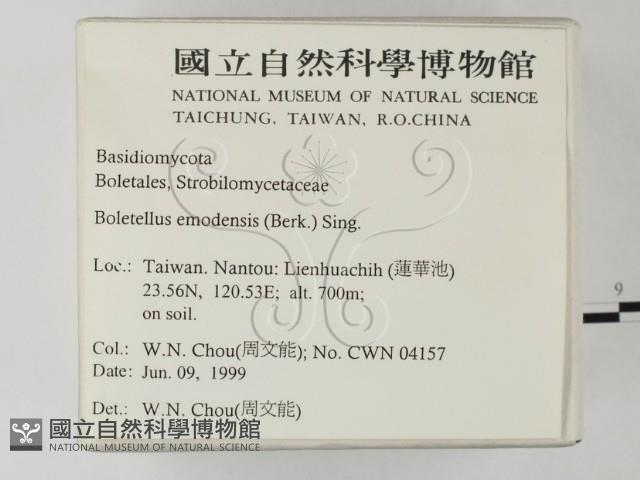 國立自然科學博物館
NATIONAL MUSEUM OF NATURAL SCIENCE
TAICHUNG, TAIWAN, R.O.CHINA
Basidiomycota
Boletales, Strobilomycetaceae
Boletellus emodensis (Berk.) Sing.
Loc.: Taiwan. Nantou: Lienhuachih (蓮華池)
23.56N, 120.53E; alt. 700m;
on soil.
Col.: W.N. Chou(周文能); No. CWN 04157
Date: Jun. 09, 1999
Det.: W.N. Chou(周文能)
9
國立自然科學博物館
NATIONAL MUSEUM OF NATURAL SCIENCE